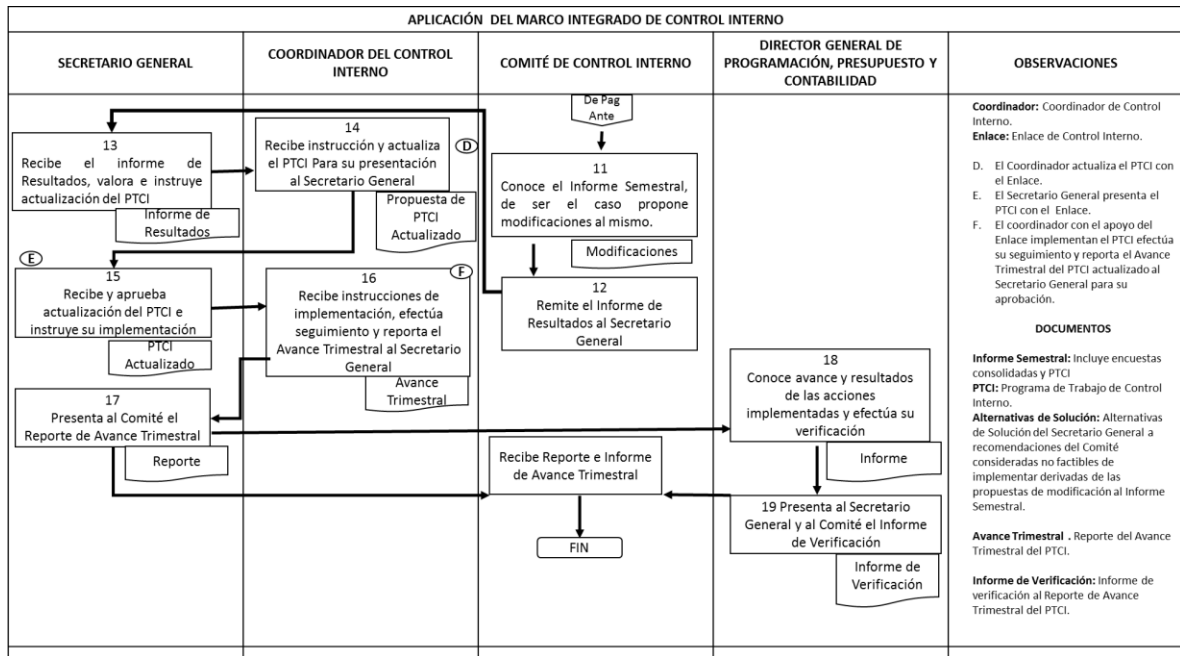 APLICACIÓN DEL MARCO INTEGRADO DE CONTROL INTERNO
SECRETARIO GENERAL
COORDINADOR DEL CONTROL
INTERNO
COMITÉ DE CONTROL INTERNO
DIRECTOR GENERAL DE
PROGRAMACIÓN, PRESUPUESTO Y
CONTABILIDAD
OBSERVACIONES
De Pag
Ante
11
Conoce el Informe Semestral,
de ser el caso propone
modificaciones al mismo.
Modificaciones
12
Remite el Informe de
Resultados al Secretario
General
13
Recibe el informe de
Resultados, valora e instruye
actualización del PTCI
Informe de
Resultados
14
Recibe instrucción y actualiza
el PTCI Para su presentación
al Secretario General
D
Propuesta de
PTCI
Actualizado
E
15
Recibe y aprueba
actualización del PTCI e
instruye su implementación
PTCI
Actualizado
F
16
Recibe instrucciones de
implementación, efectúa
seguimiento y reporta el
Avance Trimestral al Secretario
General
Avance
Trimestral
17
Presenta al Comité el
Reporte de Avance Trimestral
Reporte
18
Conoce avance y resultados
de las acciones
implementadas y efectúa su
verificación
Informe
19 Presenta al Secretario
General y al Comité el Informe
de Verificación
Informe de
Verificación
Recibe Reporte e Informe
de Avance Trimestral
FIN
Coordinador: Coordinador de Control
Interno.
Enlace: Enlace de Control Interno.
D. El Coordinador actualiza el PTCI con
el Enlace.
E. El Secretario General presenta el
PTCI con el Enlace.
F. El coordinador con el apoyo del
Enlace implementan el PTCI efectúa
su seguimiento y reporta el Avance
Trimestral del PTCI actualizado al
Secretario General para su
aprobación.
DOCUMENTOS
Informe Semestral: Incluye encuestas
consolidadas y PTCI
PTCI: Programa de Trabajo de Control
Interno.
Alternativas de Solución: Alternativas
de Solución del Secretario General a
recomendaciones del Comité
consideradas no factibles de
implementar derivadas de las
propuestas de modificación al Informe
Semestral.
Avance Trimestral . Reporte del Avance
Trimestral del PTCI.
Informe de Verificación: Informe de
verificación al Reporte de Avance
Trimestral del PTCI.